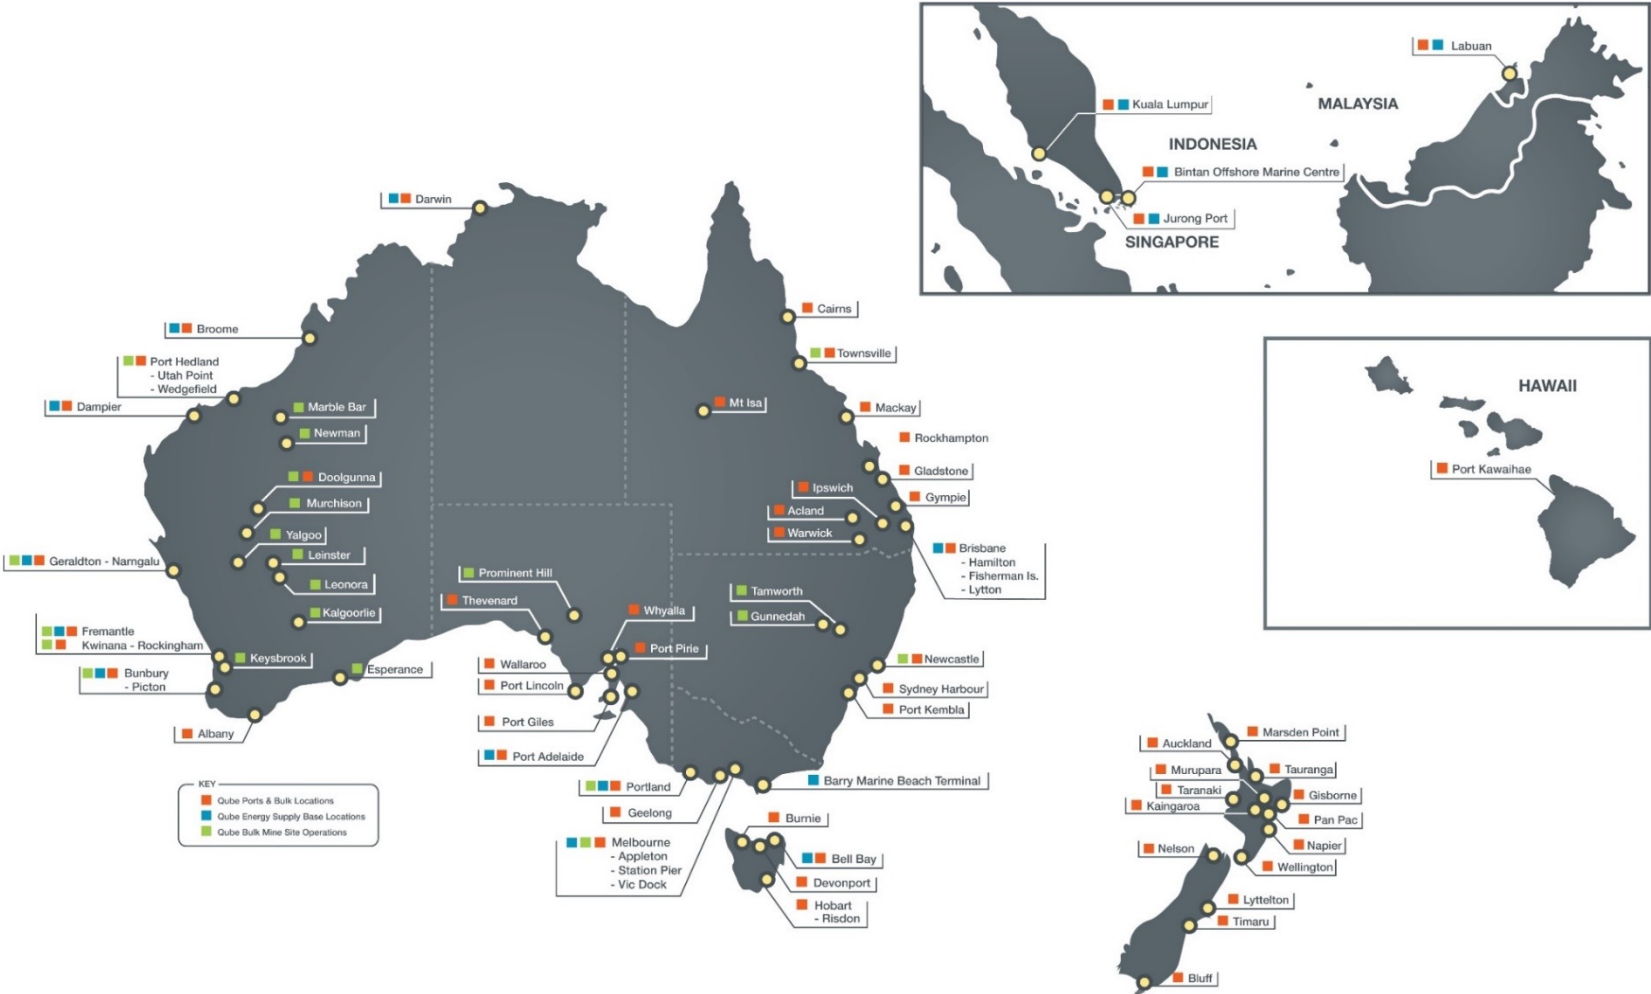 Labuan
MALAYSIA
Kuala Lumpur
INDONESIA
Bintan Offshore Marine Centre
Jurong Port
SINGAPORE
HAWAII
Port Kawaihae
Darwin
Broome
Port Hedland
- Utah Point
- Wedgefield
Dampier
Marble Bar
Newman
Doolgunna
Murchison
Yalgoo
Leinster
Geraldton - Narngalu
Leonora
Kalgoorlie
Fremantle
Kwinana - Rockingham
Keysbrook
Bunbury
- Picton
Esperance
Albany
Cairns
Townsville
Mt Isa
Mackay
Rockhampton
Gladstone
Ipswich
Gympie
Acland
Warwick
Brisbane
- Hamilton
- Fisherman Is.
- Lytton
Prominent Hill
Thevenard
Whyalla
Port Pirie
Wallaroo
Port Lincoln
Port Giles
Port Adelaide
Tamworth
Gunnedah
Newcastle
Sydney Harbour
Port Kembla
Portland
Geelong
Barry Marine Beach Terminal
Melbourne
- Appleton
- Station Pier
- Vic Dock
Burnie
Bell Bay
Devonport
Hobart
- Risdon
KEY
Qube Ports & Bulk Locations
Qube Energy Supply Base Locations
Qube Bulk Mine Site Operations
Marsden Point
Auckland
Murupara
Tauranga
Taranaki
Gisborne
Kaingaroa
Pan Pac
Napier
Nelson
Wellington
Lyttelton
Timaru
Bluff